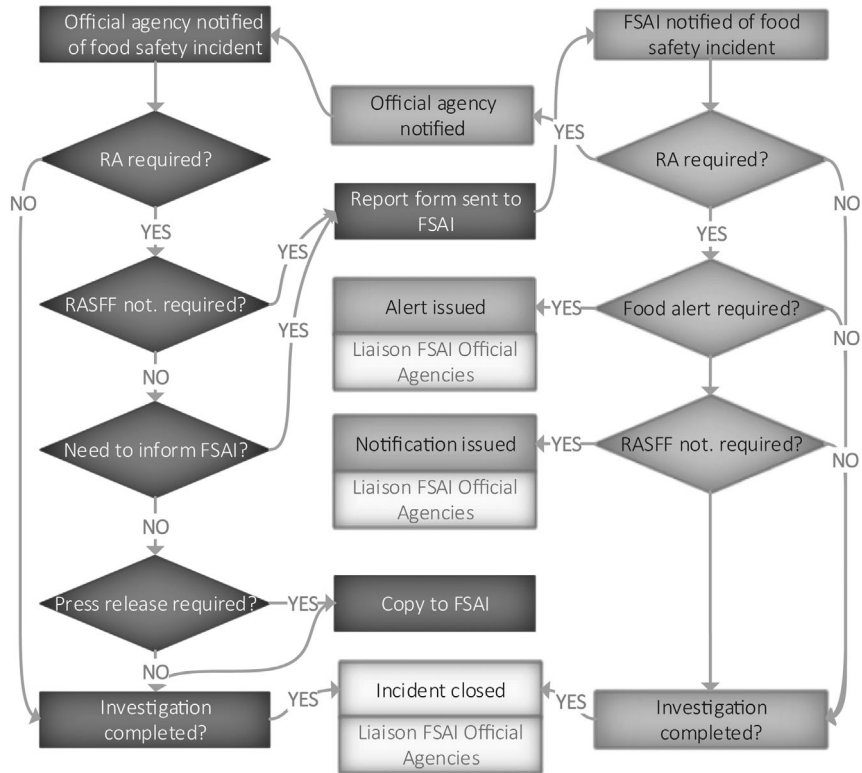 Official agency notified
of food safety incident
FSAI notified of food
safety incident
Official agency
notified
YES
RA required?
RA required?
NO
Report form sent to
FSAI
NO
YES
YES
YES
RASFF not. required?
Alert issued
YES
Food alert required?
YES
Liaison FSAI Official
Agencies
NO
NO
Need to inform FSAI?
Notification issued
YES
RASFF not. required?
NO
Liaison FSAI Official
Agencies
NO
Press release required?
YES
Copy to FSAI
NO
Investigation
completed?
YES
Incident closed
Liaison FSAI Official
Agencies
YES
Investigation
completed?